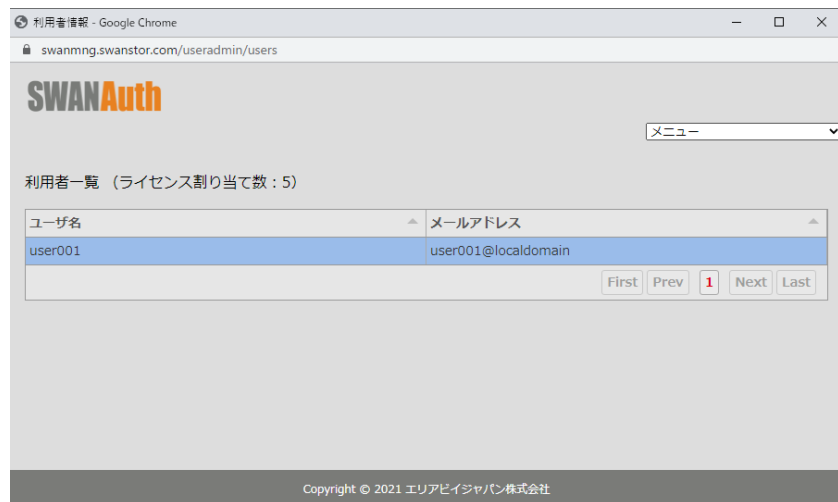 利用者情報 - Google Chrome
swanmng.swanstor.com/useradmin/users
SWANAuth
メニュー
利用者一覧 （ライセンス割り当て数：5）
ユーザ名 メールアドレス
user001 user001@localdomain
First Prev 1 Next Last
Copyright © 2021 エリアビイジャパン株式会社